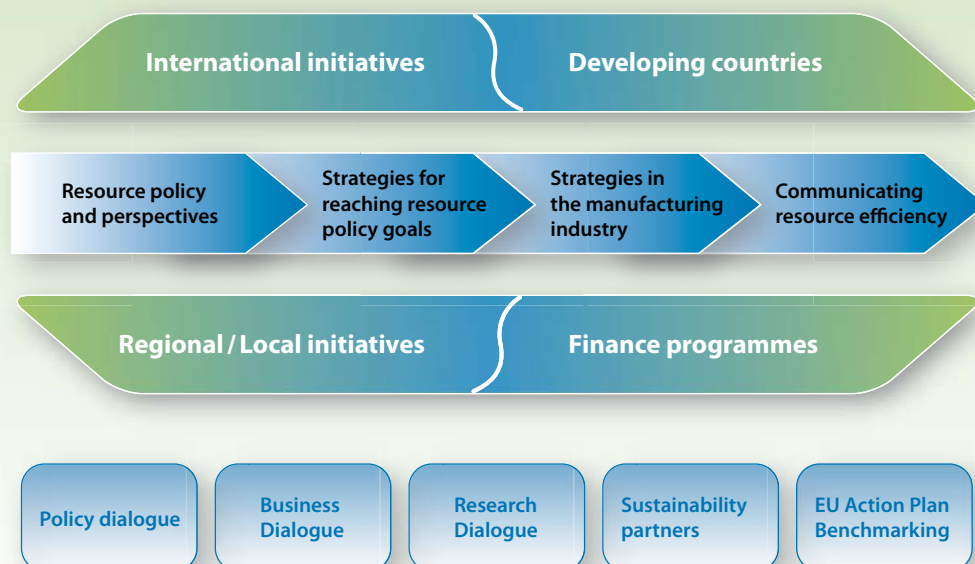 International initiatives
Developing countries
Resource policy
and perspectives
Strategies for
reaching resource
policy goals
Strategies in
the manufacturing
industry
Communicating
resource efficiency
Regional / Local initiatives
Finance programmes
Policy dialogue
Business
Dialogue
Research
Dialogue
Sustainability
partners
EU Action Plan
Benchmarking